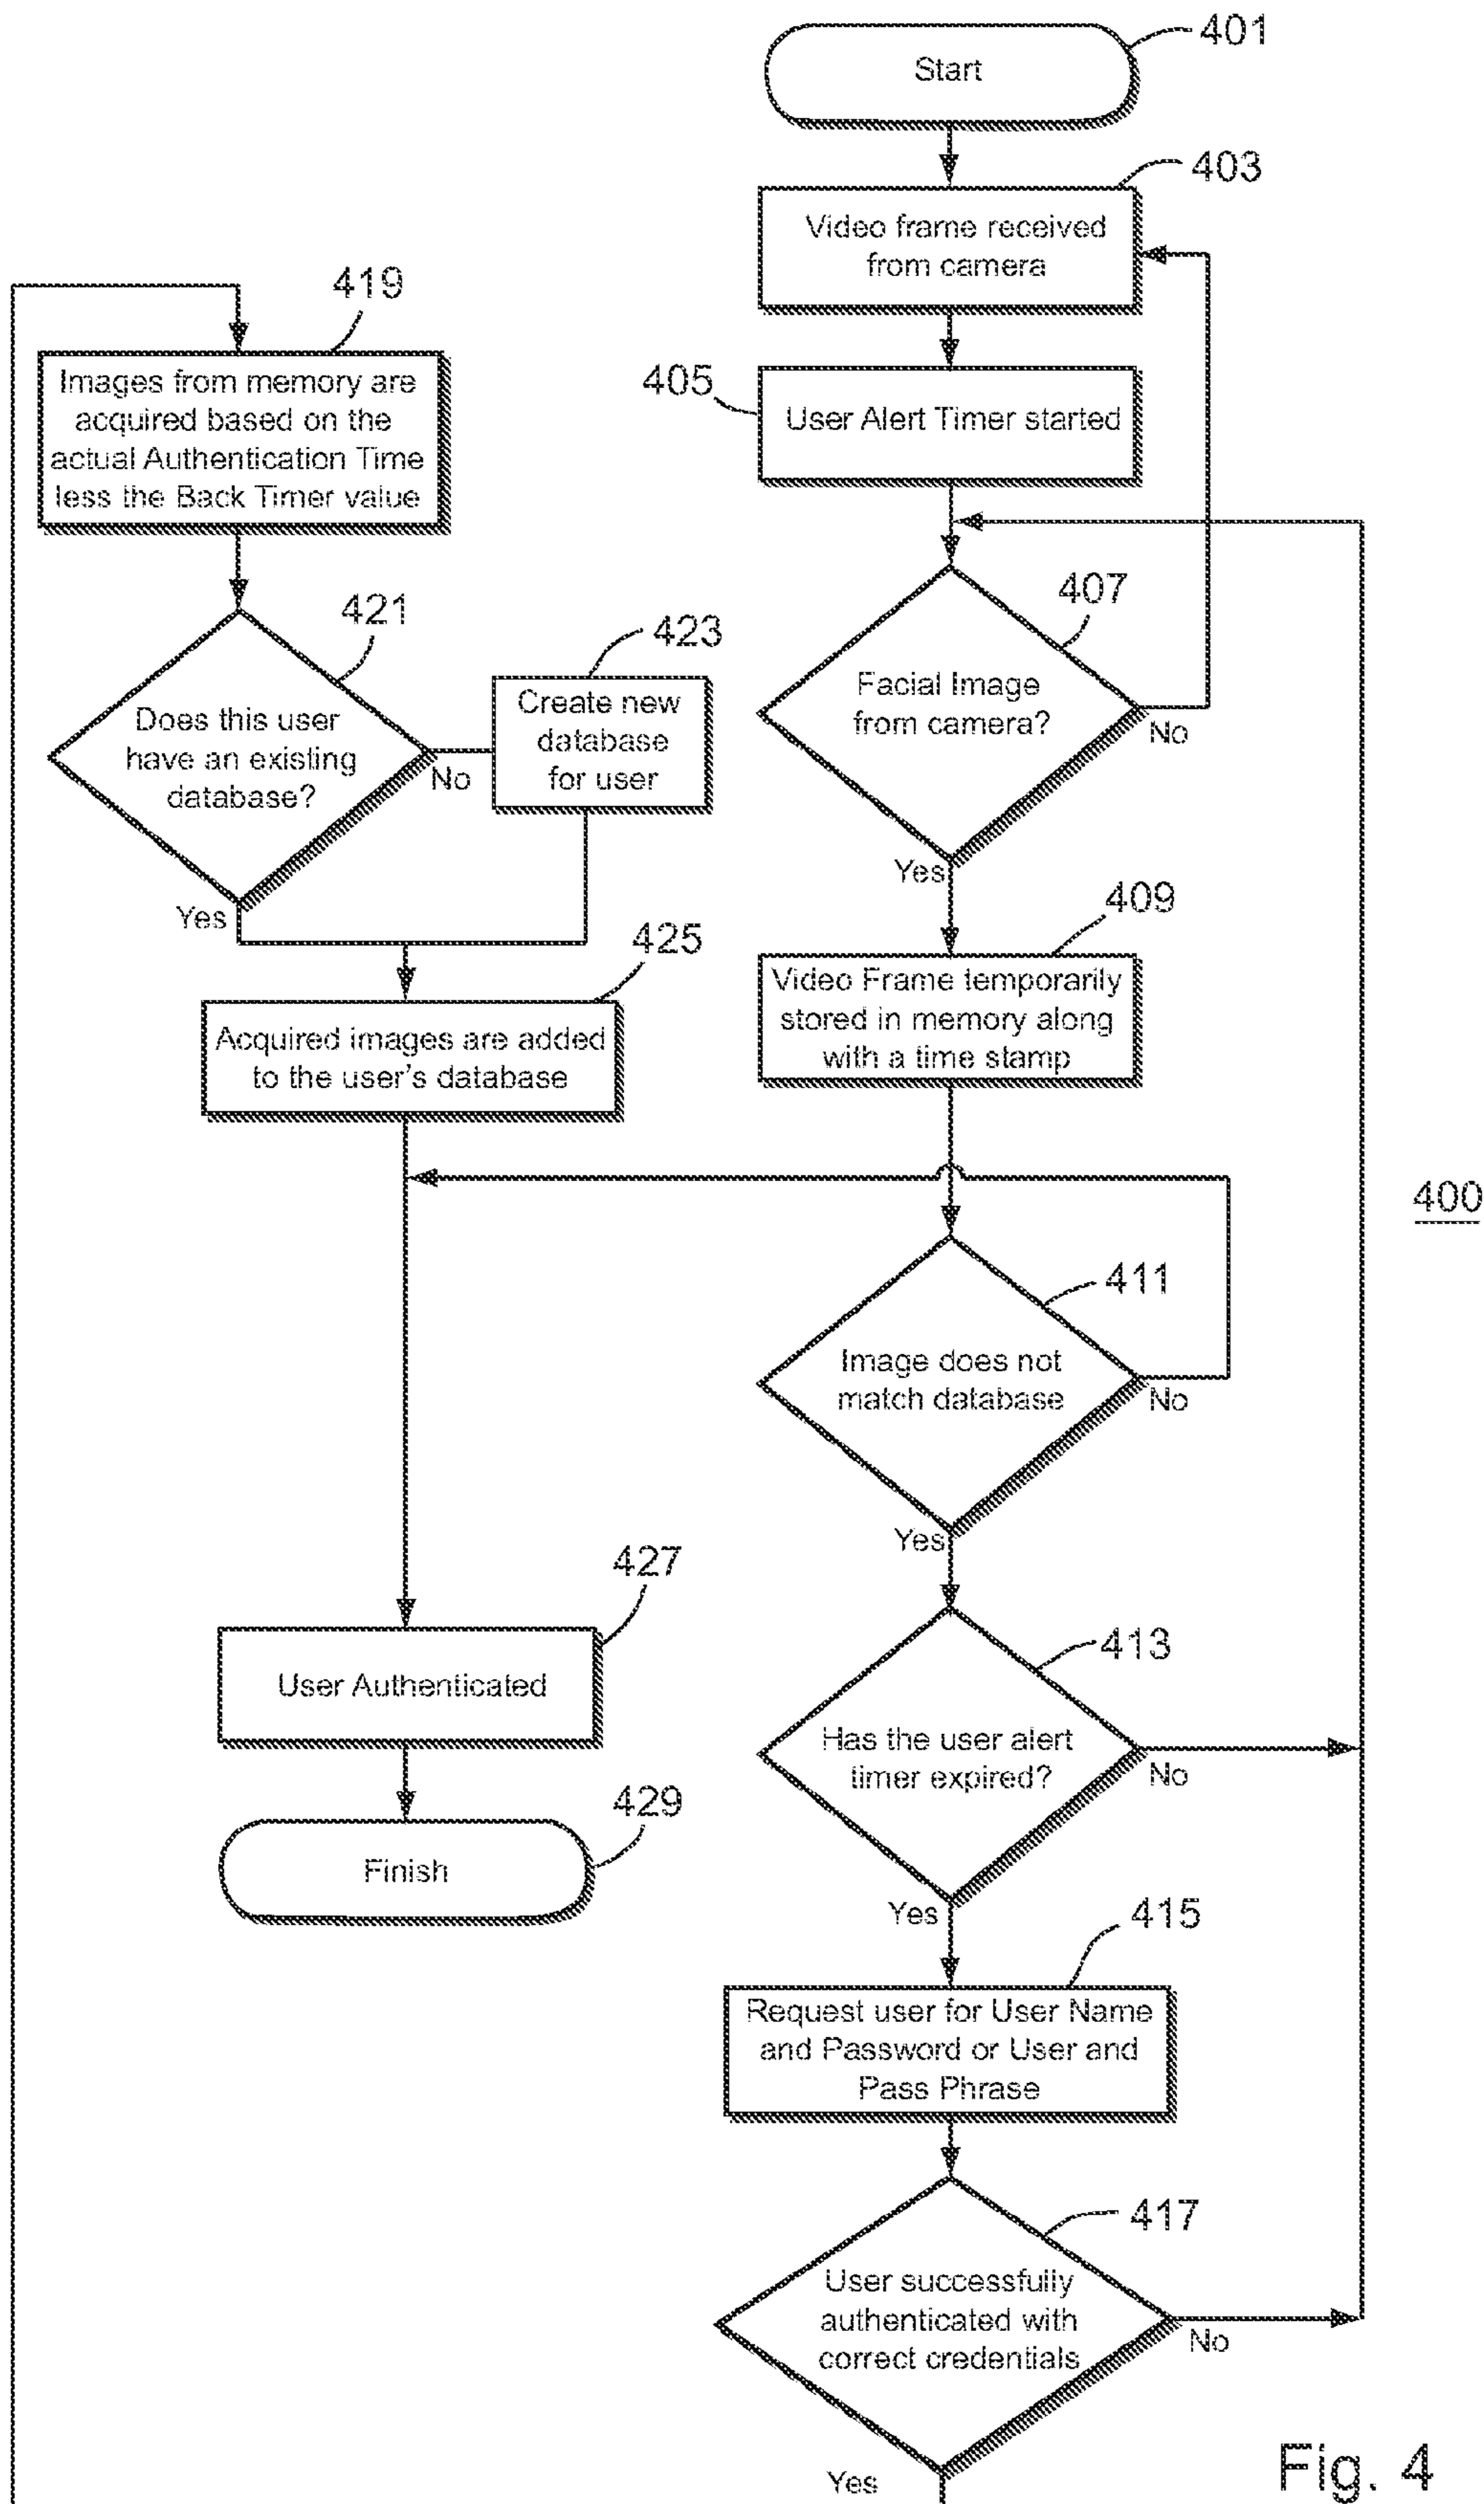 401
Start
403
Video frame received
from camera
405
User Alert Timer started
407
Facial Image
from camera?
No
Yes
409
Video Frame temporarily
stored in memory along
with a time stamp
411
Image does not
match database
No
Yes
413
Has the user alert
timer expired?
No
Yes
415
Request user for User Name
and Password or User and
Pass Phrase
417
User successfully
authenticated with
correct credentials
No
Yes
419
Images from memory are
acquired based on the
actual Authentication Time
less the Back Timer value
421
Does this user
have an existing
database?
No
Yes
423
Create new
database
for user
425
Acquired images are added
to the user's database
427
User Authenticated
429
Finish
400
Fig. 4